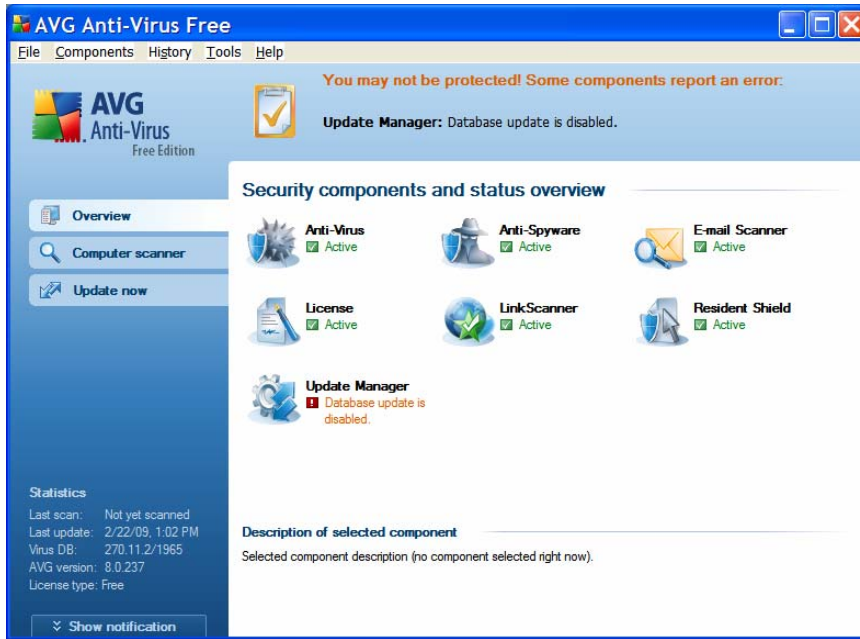 AVG Anti-Virus Free
File Components History Tools Help
AVG
Anti-Virus
Free Edition
You may not be protected! Some components report an error:
Update Manager: Database update is disabled.
Overview
Computer scanner
Update now
Security components and status overview
Anti-Virus
Active
Anti-Spyware
Active
E-mail Scanner
Active
License
Active
LinkScanner
Active
Resident Shield
Active
Update Manager
Database update is
disabled.
Statistics
Last scan: Not yet scanned
Last update: 2/22/09, 1:02 PM
Virus DB: 270.11.2/1965
AVG version: 8.0.237
License type: Free
Show notification
Description of selected component
Selected component description (no component selected right now).